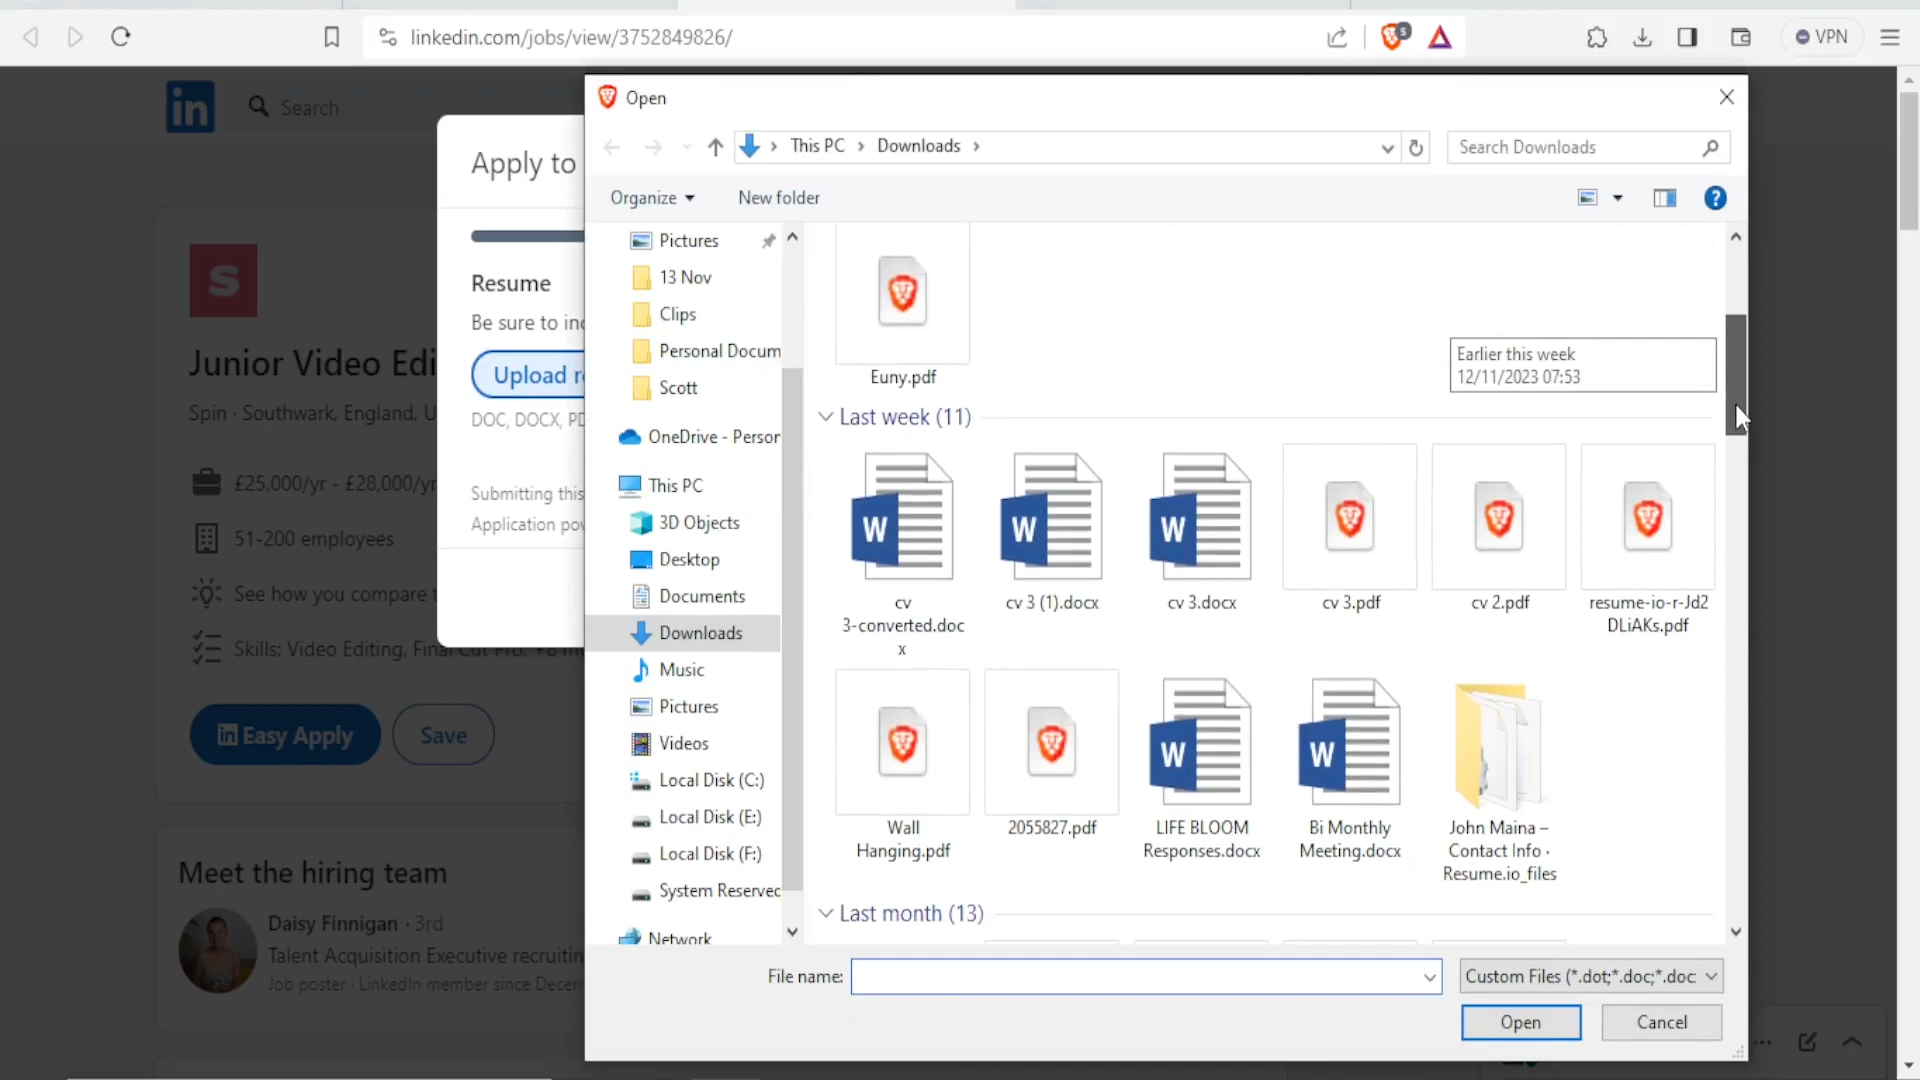 linkedin.com/jobs/view/3752849826/
5
VPN
in
Search
Apply to
Resume
Be sure to in
Upload r
DOC, DOCX, PD
Submitting this
Application pow
S
Junior Video Edi
Spin · Southwark, England, U
£25,000/yr - £28,000/yr
51-200 employees
See how you compare t
Skills: Video Editing, Final Cut Pro, +6 m
in Easy Apply
Save
Meet the hiring team
Daisy Finnigan · 3rd
Talent Acquisition Executive recruitin
Job poster · LinkedIn member since Decem
Open
This PC
Downloads
Search Downloads
Organize
New folder
?
Pictures
13 Nov
Clips
Personal Docum
Scott
OneDrive - Person
This PC
3D Objects
Desktop
Documents
Downloads
Music
Pictures
Videos
Local Disk (C:)
Local Disk (E:)
Local Disk (F:)
System Reserved
Network
Euny.pdf
Earlier this week
12/11/2023 07:53
Last week (11)
W
W
W
cv
3-converted.doc
x
cv 3 (1).docx
cv 3.docx
cv 3.pdf
cv 2.pdf
resume-io-r-Jd2
DLiAKs.pdf
W
W
Wall
Hanging.pdf
2055827.pdf
LIFE BLOOM
Responses.docx
Bi Monthly
Meeting.docx
John Maina –
Contact Info ·
Resume.io_files
Last month (13)
File name:
Custom Files (*.dot;*.doc;*.doc
Open
Cancel